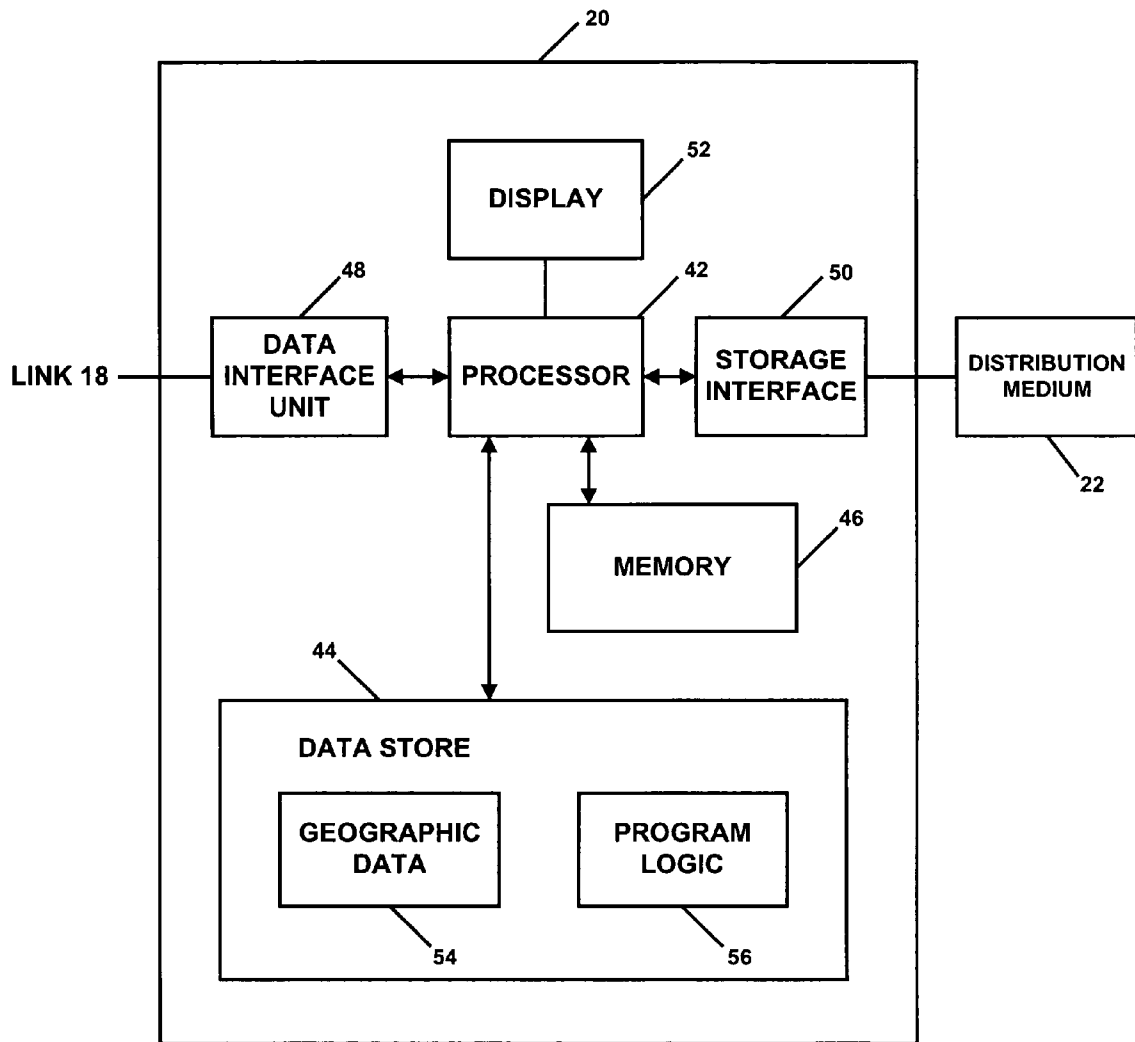 20
DISPLAY
52
48
42
50
LINK 18
DATA
INTERFACE
UNIT
PROCESSOR
STORAGE
INTERFACE
DISTRIBUTION
MEDIUM
22
MEMORY
46
44
DATA STORE
GEOGRAPHIC
DATA
PROGRAM
LOGIC
54
56